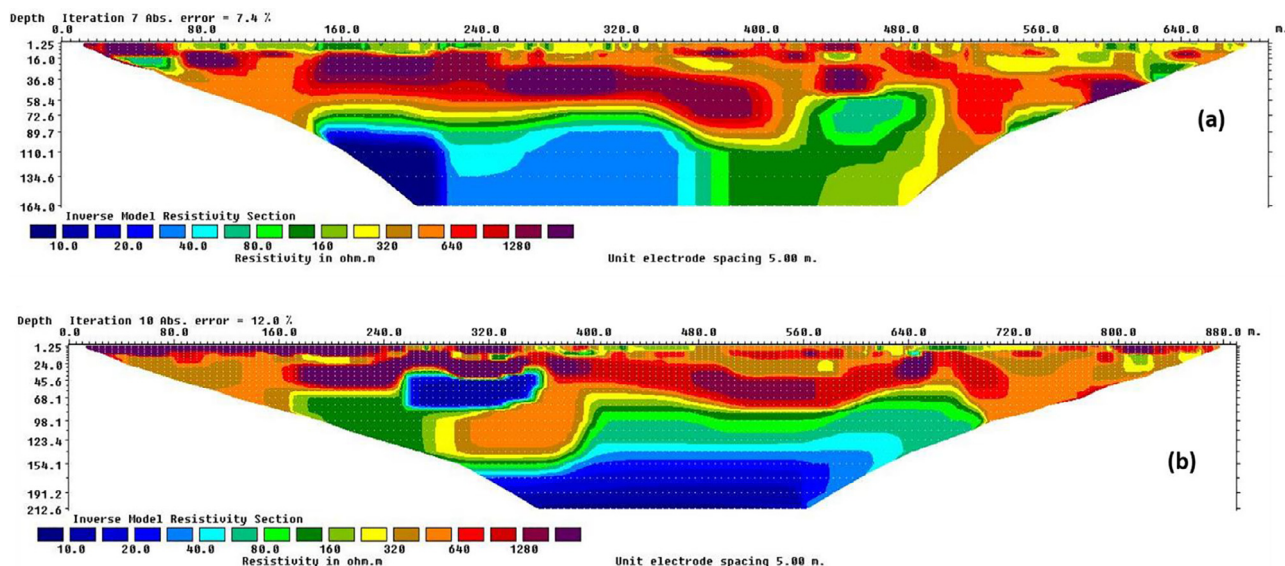 Depth Iteration 7 Abs. error = 7.4 %
0.0 80.0 160.0 240.0 320.0 400.0 480.0 640.0 m.
1.25
16.0
36.8
58.4
72.6
89.7
110.1
134.6
164.0
(a)
Inverse Model Resistivity Section
10.0 20.0 40.0 80.0 160 320 640 1280
Resistivity in ohm.m Unit electrode spacing 5.00 m.
Depth Iteration 10 Abs. error = 12.0 %
0.0 80.0 160.0 240.0 320.0 400.0 480.0 560.0 640.0 720.0 800.0 880.0 m.
1.25
24.0
45.6
68.1
98.1
123.4
154.1
191.2
212.6
(b)
Inverse Model Resistivity Section
10.0 20.0 40.0 80.0 160 320 640 1280
Resistivity in ohm.m Unit electrode spacing 5.00 m.